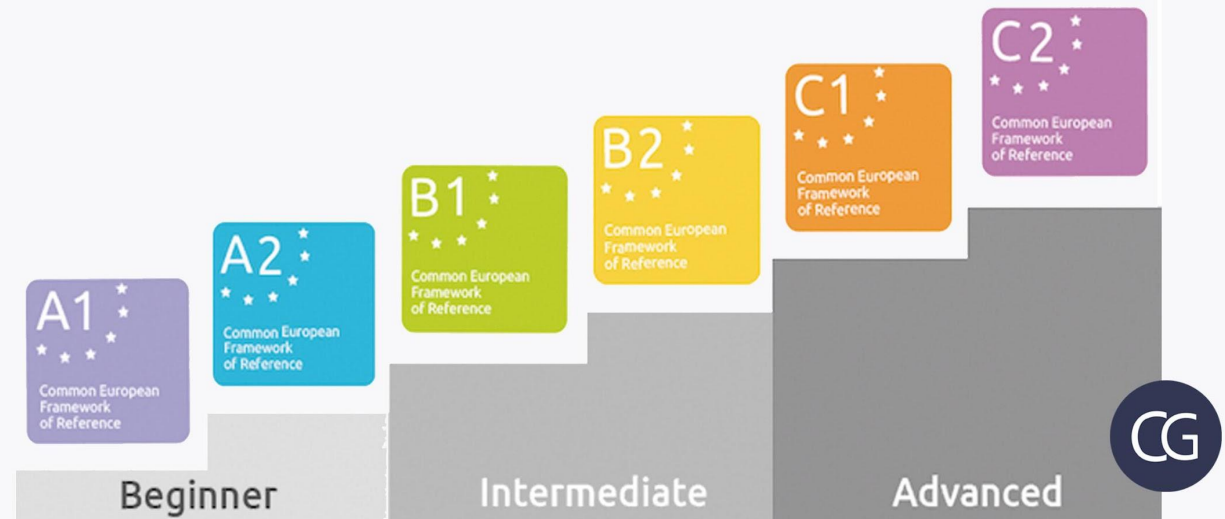 A1
Common European
Framework
of Reference
A2
Common European
Framework
of Reference
B1
Common European
Framework
of Reference
B2
Common European
Framework
of Reference
C1
Common European
Framework
of Reference
C2
Common European
Framework
of Reference
Beginner
Intermediate
Advanced
CG